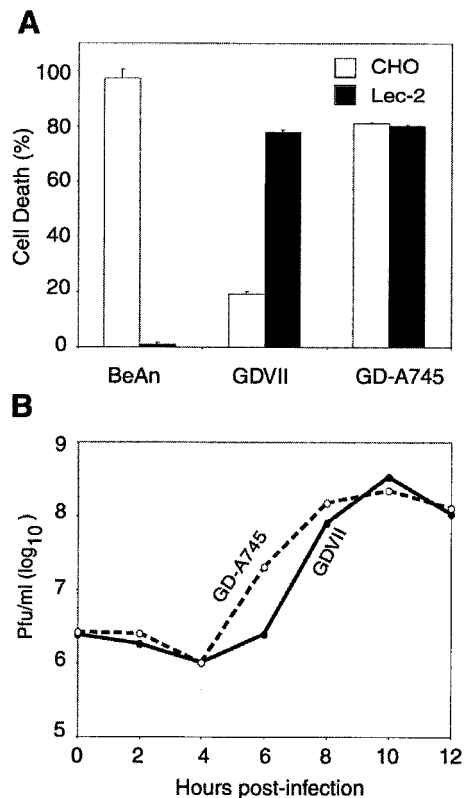 A
Cell Death (%)
100
80
60
40
20
0
CHO
Lec-2
BeAn GDVII GD-A745
B
Pfu/ml (log10)
9
8
7
6
5
GD-A745
GDVII
0 2 4 6 8 10 12
Hours post-infection